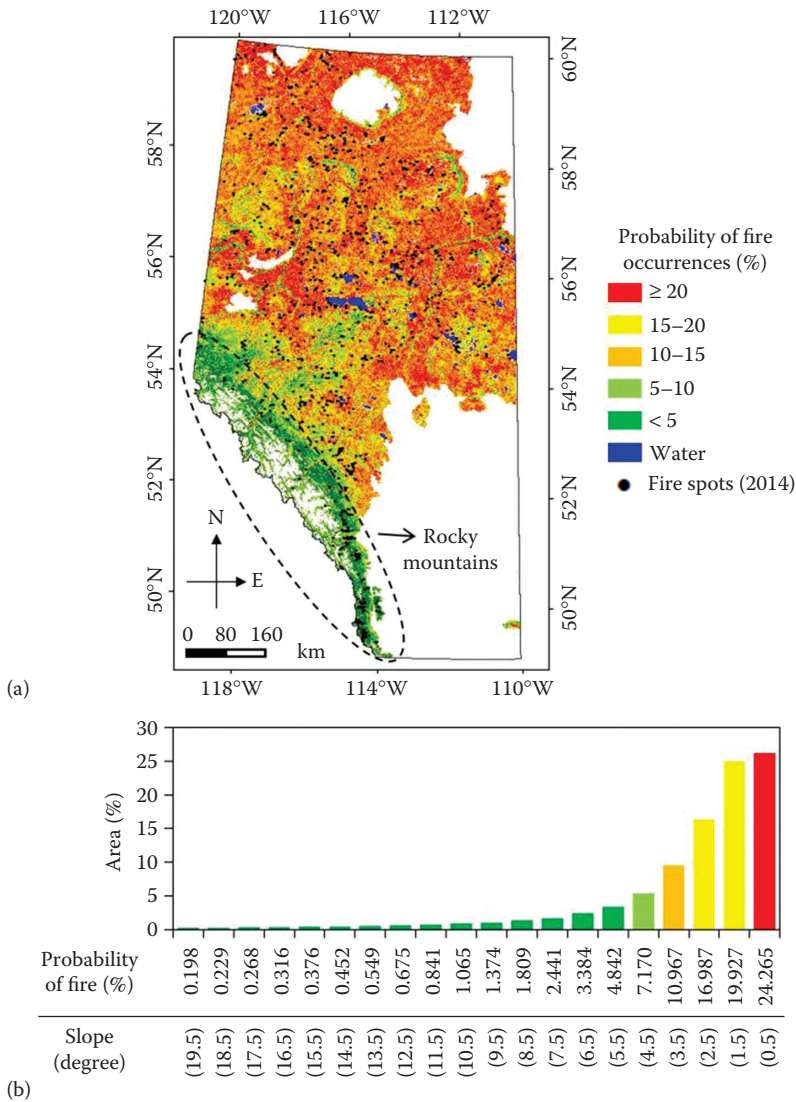 120°W 116°W 112°W
60°N
58°N
58°N
56°N
56°N
54°N
54°N
52°N
52°N
50°N
50°N
Probability of fire
occurrences (%)
≥ 20
15–20
10–15
5–10
< 5
Water
Fire spots (2014)
Rocky
mountains
N
E
0 80 160
km
(a)
118°W 114°W 110°W
30
25
20
15
10
5
0
Area (%)
Probability
of fire (%)
0.198 0.229 0.268 0.316 0.376 0.452 0.549 0.675 0.841 1.065 1.374 1.809 2.441 3.384 4.842 7.170 10.967 16.987 19.927 24.265
Slope
(degree)
(19.5) (18.5) (17.5) (16.5) (15.5) (14.5) (13.5) (12.5) (11.5) (10.5) (9.5) (8.5) (7.5) (6.5) (5.5) (4.5) (3.5) (2.5) (1.5) (0.5)
(b)